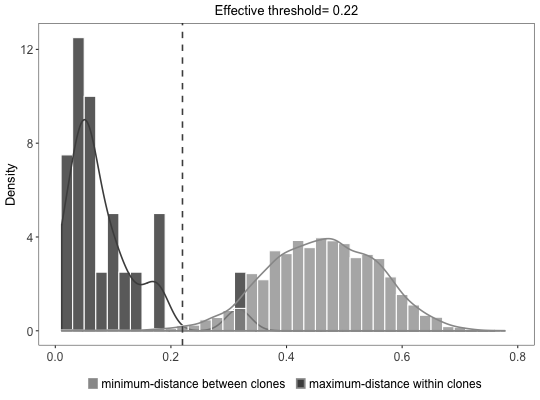 Effective threshold= 0.22
Density
12
8
4
0
0.0 0.2 0.4 0.6 0.8
minimum-distance between clones maximum-distance within clones